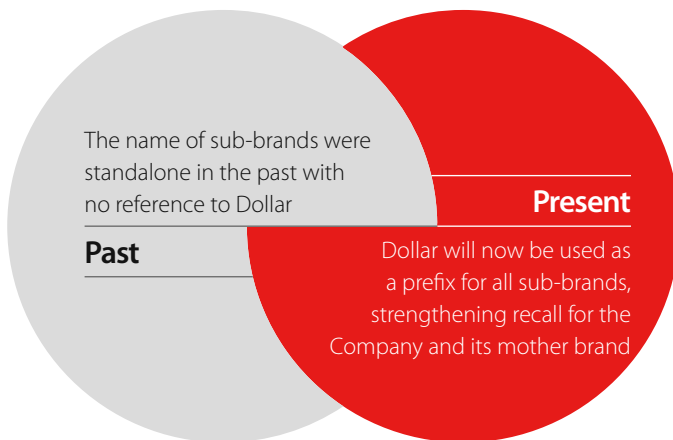 The name of sub-brands were
standalone in the past with
no reference to Dollar
Past
Present
Dollar will now be used as
a prefix for all sub-brands,
strengthening recall for the
Company and its mother brand